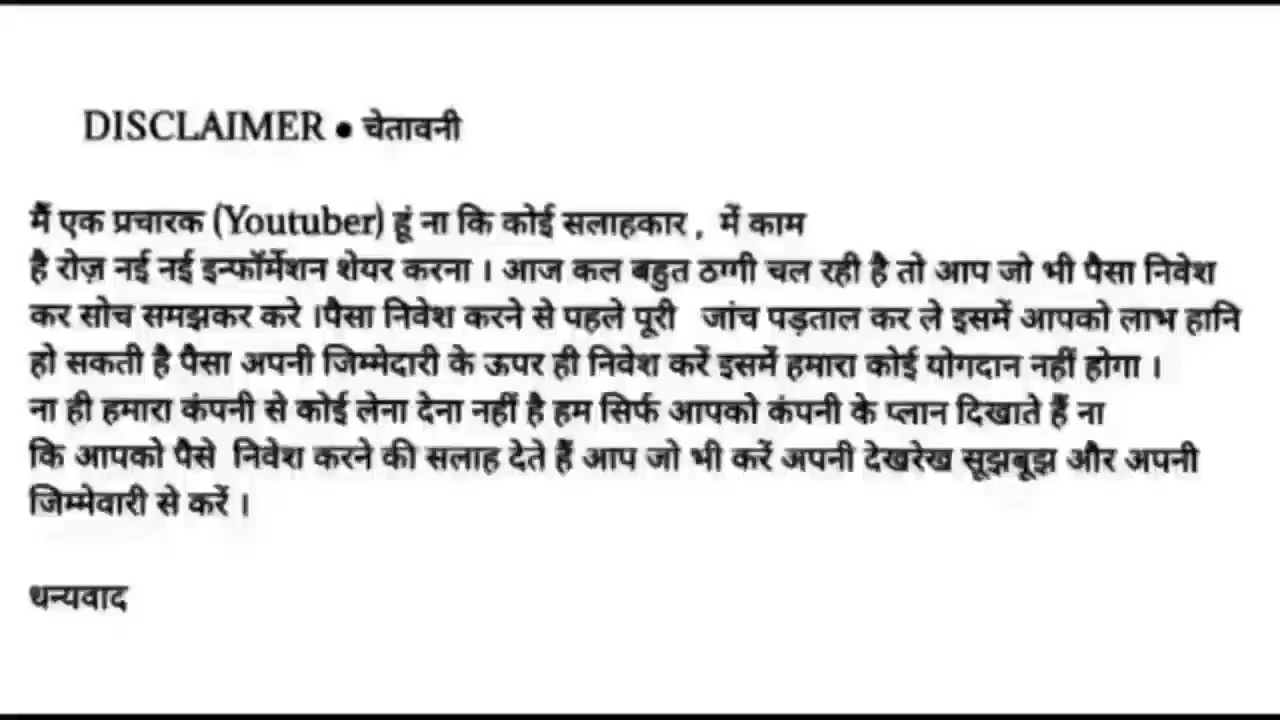 DISCLAIMER • चेतावनी
मैं एक प्रचारक (Youtuber) हूं ना कि कोई सलाहकार , में काम
है रोज़ नई नई इन्फॉर्मेशन शेयर करना । आज कल बहुत ठग्गी चल रही है तो आप जो भी पैसा निवेश
कर सोच समझकर करे ।पैसा निवेश करने से पहले पूरी जांच पड़ताल कर ले इसमें आपको लाभ हानि
हो सकती है पैसा अपनी जिम्मेदारी के ऊपर ही निवेश करें इसमें हमारा कोई योगदान नहीं होगा ।
ना ही हमारा कंपनी से कोई लेना देना नहीं है हम सिर्फ आपको कंपनी के प्लान दिखाते हैं ना
कि आपको पैसे निवेश करने की सलाह देते हैं आप जो भी करें अपनी देखरेख सूझबूझ और अपनी
जिम्मेवारी से करें ।
धन्यवाद